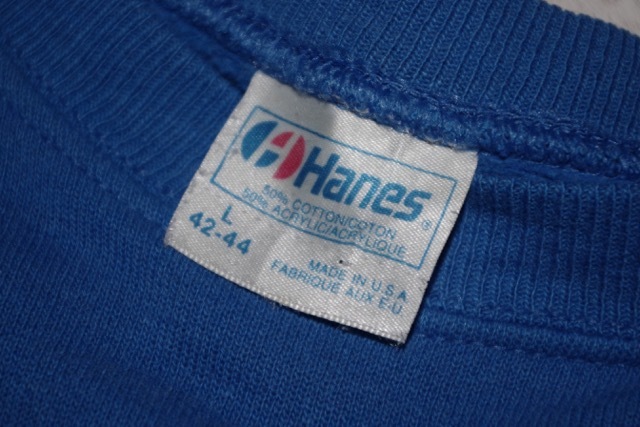 Hanes®
50% COTTON/COTON
50% ACRYLIC/ACRYLIQUE
L
42-44
MADE IN U.S.A
FABRIQUE AUX E-U